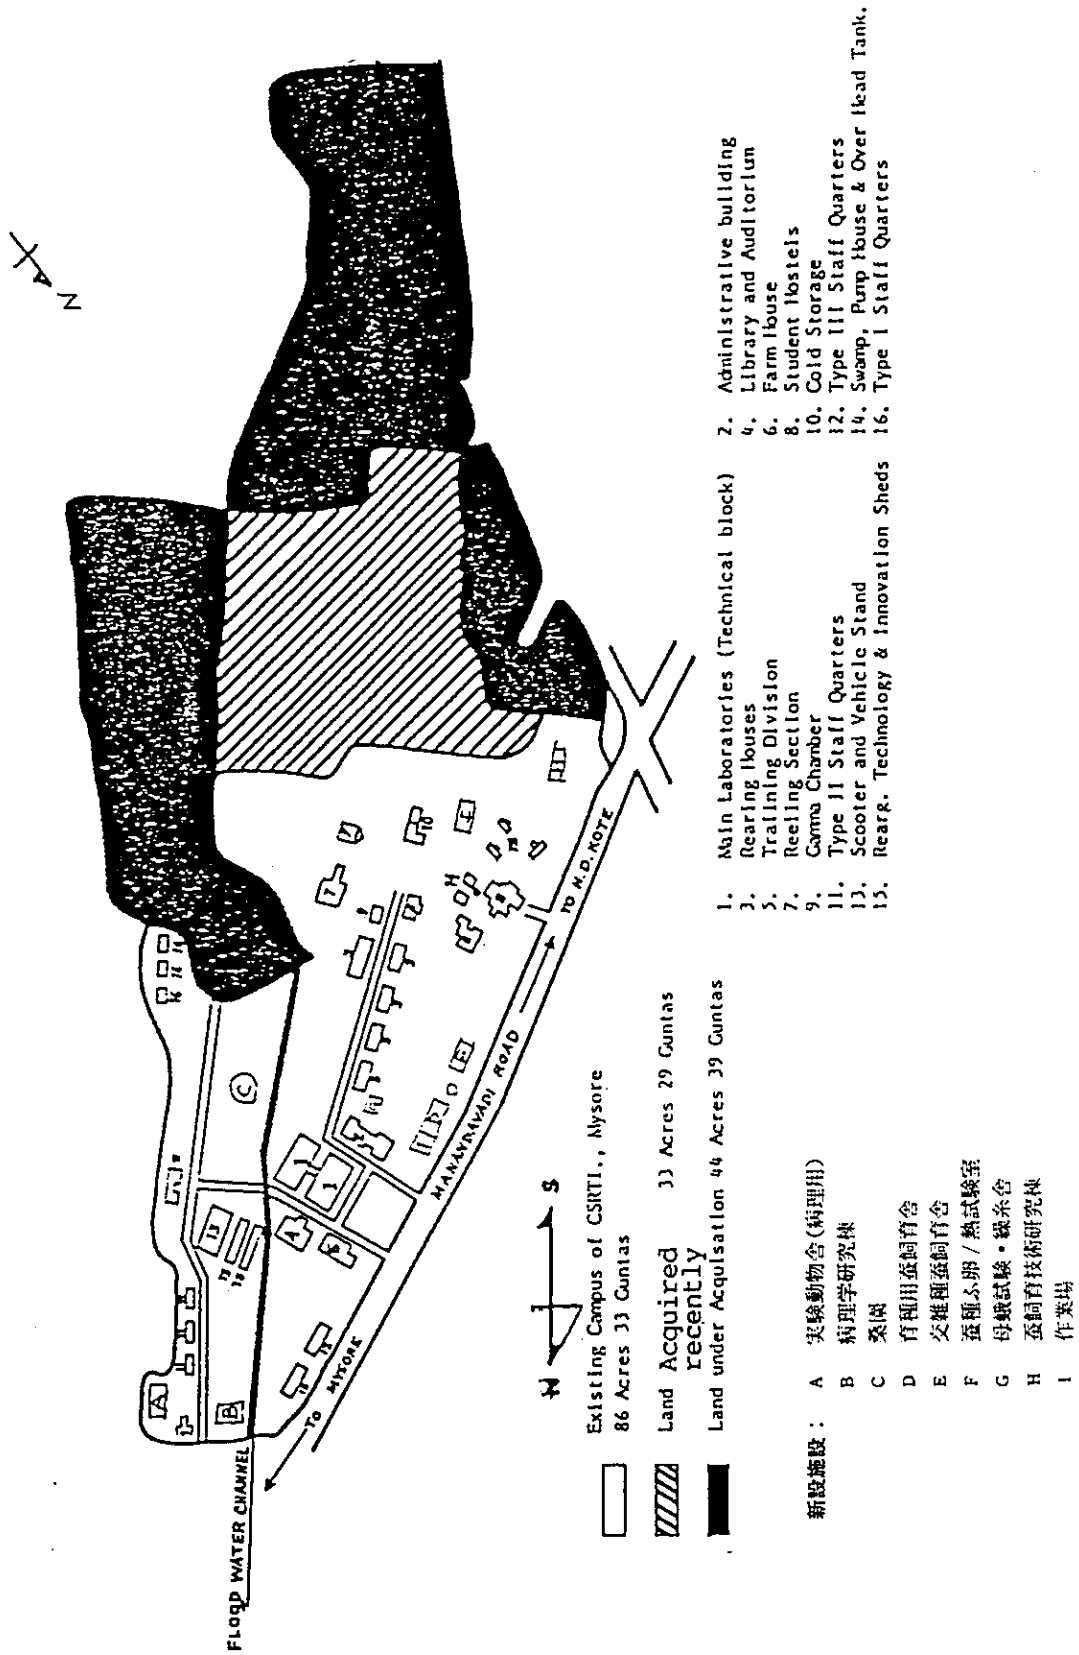 N
FLOOD WATER CHANNEL
TO MYSORE
MANANDAVADI ROAD
TO H.D. KOTE
A
B
C
13
7
10
H
N
S
Existing Campus of CSRTI., Mysore
86 Acres 33 Guntas
Land Acquired recently 33 Acres 29 Guntas
Land under Acquisation 44 Acres 39 Guntas
1. Main Laboratories (Technical block)
2. Administrative building
3. Rearing Houses
4. Library and Auditoriun
5. Trailning Division
6. Farm House
7. Reeling Section
8. Student Hostels
9. Gamma Chamber
10. Cold Storage
11. Type II Staff Quarters
12. Type III Staff Quarters
13. Scooter and Vehicle Stand
14. Swamp, Pump House & Over Head Tank.
15. Rearg. Technology & Innovation Sheds
16. Type I Staff Quarters
新設施設：
A 実験動物舎(病理用)
B 病理学研究棟
C 桑園
D 育種用蚕飼育舎
E 交雑種蚕飼育舎
F 蚕種ふ卵/熱試験室
G 母蛾試験・繰糸舎
H 蚕飼育技術研究棟
I 作業場